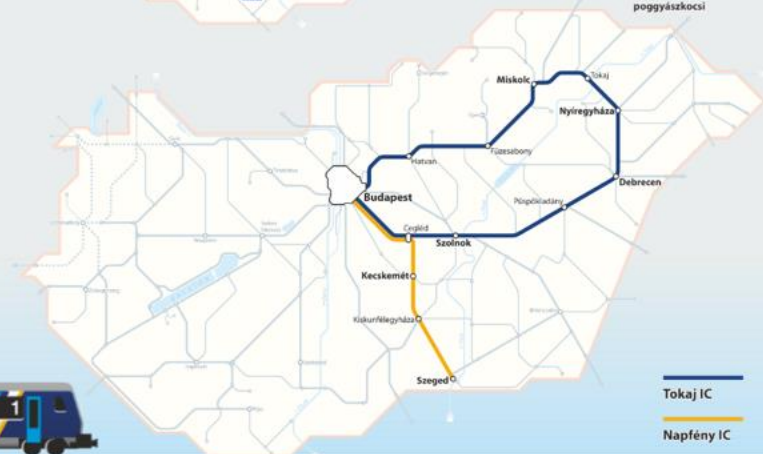 poggyászkocsi
Miskolc
Tokaj
Nyíregyháza
Füzesabony
Hatvan
Debrecen
Budapest
Püspökladány
Cegléd
Szolnok
Kecskemét
Kiskunfélegyháza
Szeged
1
Tokaj IC
Napfény IC